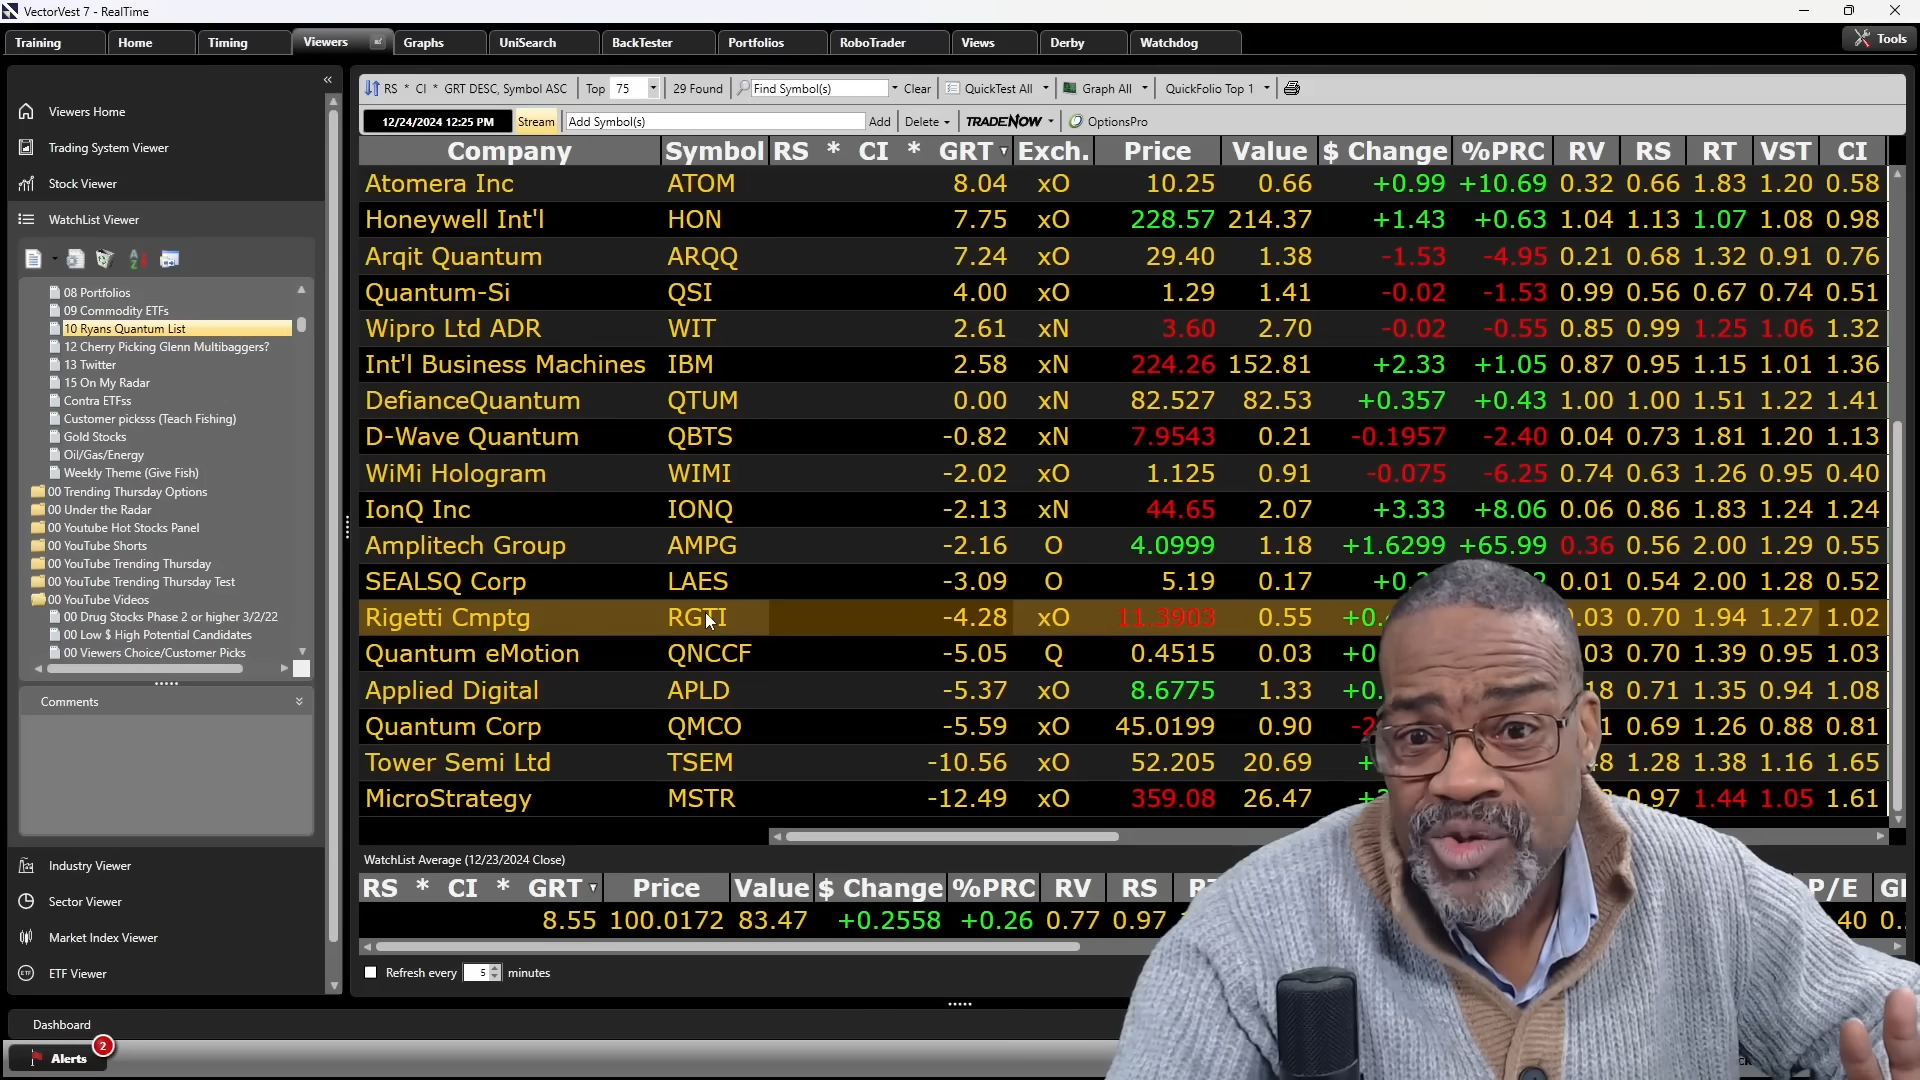 VectorVest 7 - RealTime
Training Home Timing Viewers Graphs UniSearch BackTester Portfolios RoboTrader Views Derby Watchdog Tools
Viewers Home
Trading System Viewer
Stock Viewer
WatchList Viewer
08 Portfolios
09 Commodity ETFs
10 Ryans Quantum List
12 Cherry Picking Glenn Multibaggers?
13 Twitter
15 On My Radar
Contra ETFss
Customer picksss (Teach Fishing)
Gold Stocks
Oil/Gas/Energy
Weekly Theme (Give Fish)
00 Trending Thursday Options
00 Under the Radar
00 Youtube Hot Stocks Panel
00 YouTube Shorts
00 YouTube Trending Thursday
00 YouTube Trending Thursday Test
00 YouTube Videos
00 Drug Stocks Phase 2 or higher 3/2/22
00 Low $ High Potential Candidates
00 Viewers Choice/Customer Picks
Comments
Industry Viewer
Sector Viewer
Market Index Viewer
ETF ETF Viewer
Dashboard
Alerts 2
RS * CI * GRT DESC, Symbol ASC Top 75 29 Found Find Symbol(s) Clear QuickTest All Graph All QuickFolio Top 1
12/24/2024 12:25 PM Stream Add Symbol(s) Add Delete TRADENOW OptionsPro
Company Symbol RS * CI * GRT Exch. Price Value $ Change %PRC RV RS RT VST CI
Atomera Inc ATOM 8.04 xO 10.25 0.66 +0.99 +10.69 0.32 0.66 1.83 1.20 0.58
Honeywell Int'l HON 7.75 xO 228.57 214.37 +1.43 +0.63 1.04 1.13 1.07 1.08 0.98
Arqit Quantum ARQQ 7.24 xO 29.40 1.38 -1.53 -4.95 0.21 0.68 1.32 0.91 0.76
Quantum-Si QSI 4.00 xO 1.29 1.41 -0.02 -1.53 0.99 0.56 0.67 0.74 0.51
Wipro Ltd ADR WIT 2.61 xN 3.60 2.70 -0.02 -0.55 0.85 0.99 1.25 1.06 1.32
Int'l Business Machines IBM 2.58 xN 224.26 152.81 +2.33 +1.05 0.87 0.95 1.15 1.01 1.36
DefianceQuantum QTUM 0.00 xN 82.527 82.53 +0.357 +0.43 1.00 1.00 1.51 1.22 1.41
D-Wave Quantum QBTS -0.82 xN 7.9543 0.21 -0.1957 -2.40 0.04 0.73 1.81 1.20 1.13
WiMi Hologram WIMI -2.02 xO 1.125 0.91 -0.075 -6.25 0.74 0.63 1.26 0.95 0.40
IonQ Inc IONQ -2.13 xN 44.65 2.07 +3.33 +8.06 0.06 0.86 1.83 1.24 1.24
Amplitech Group AMPG -2.16 O 4.0999 1.18 +1.6299 +65.99 0.36 0.56 2.00 1.29 0.55
SEALSQ Corp LAES -3.09 O 5.19 0.17 +0. 0.01 0.54 2.00 1.28 0.52
Rigetti Cmptg RGTI -4.28 xO 11.3903 0.55 +0. .03 0.70 1.94 1.27 1.02
Quantum eMotion QNCCF -5.05 Q 0.4515 0.03 +0 03 0.70 1.39 0.95 1.03
Applied Digital APLD -5.37 xO 8.6775 1.33 +0. 18 0.71 1.35 0.94 1.08
Quantum Corp QMCO -5.59 xO 45.0199 0.90 -2 1 0.69 1.26 0.88 0.81
Tower Semi Ltd TSEM -10.56 xO 52.205 20.69 + 8 1.28 1.38 1.16 1.65
MicroStrategy MSTR -12.49 xO 359.08 26.47 0.97 1.44 1.05 1.61
WatchList Average (12/23/2024 Close)
RS * CI * GRT Price Value $ Change %PRC RV RS P/E
8.55 100.0172 83.47 +0.2558 +0.26 0.77 0.97 40 0.
Refresh every 5 minutes